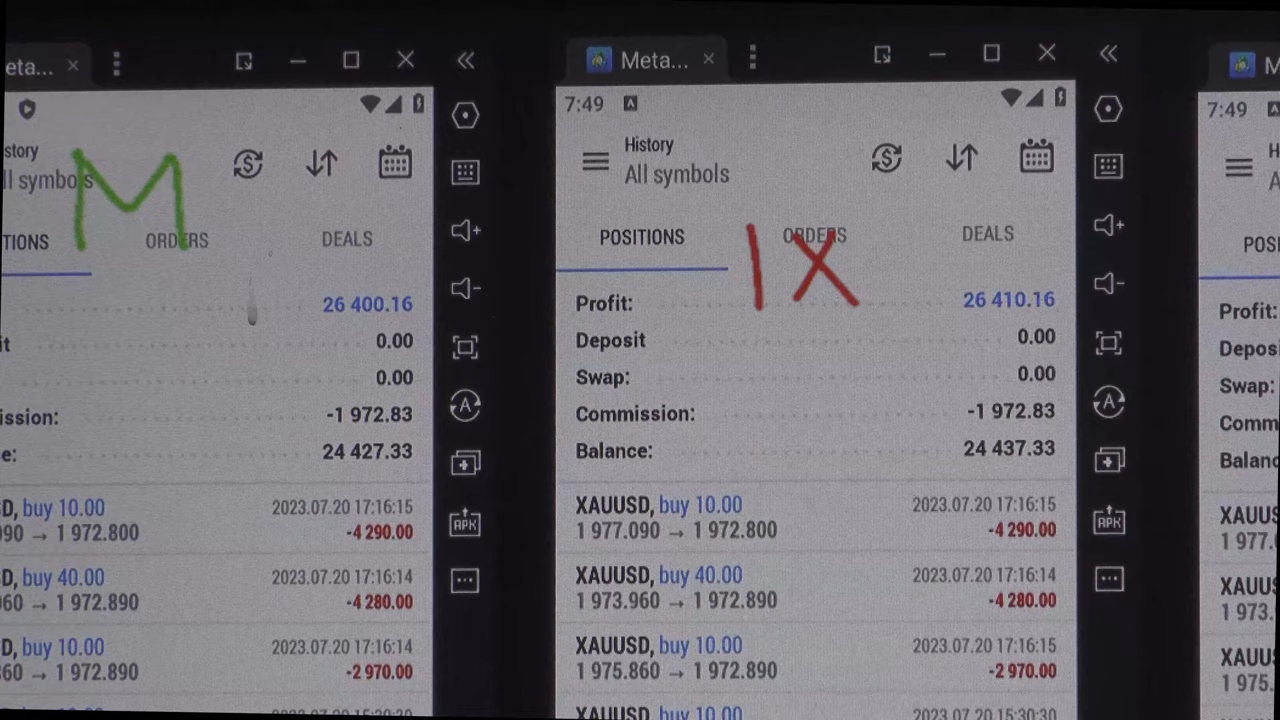 eta...
story
ll symbols
M
TIONS
ORDERS
DEALS
26 400.16
it
0.00
0.00
ission:
-1 972.83
e:
24 427.33
D, buy 10.00
2023.07.20 17:16:15
090 → 1 972.800
-4 290.00
D, buy 40.00
2023.07.20 17:16:14
960 → 1 972.890
-4 280.00
D, buy 10.00
2023.07.20 17:16:14
860 → 1 972.890
-2 970.00
Meta...
7:49
History
All symbols
POSITIONS
ORDERS
DEALS
1X
Profit:
26 410.16
Deposit
0.00
Swap:
0.00
Commission:
-1 972.83
Balance:
24 437.33
XAUUSD, buy 10.00
2023.07.20 17:16:15
1 977.090 → 1 972.800
-4 290.00
XAUUSD, buy 40.00
2023.07.20 17:16:14
1 973.960 → 1 972.890
-4 280.00
XAUUSD, buy 10.00
2023.07.20 17:16:15
1 975.860 → 1 972.890
-2 970.00
XAUUSD, buy 10.00
2023.07.20 15:30:30
APK
APK
M
7:49
H
A
POSI
Profit:
Deposi
Swap:
Comm
Balanc
XAUUS
1 977.
XAUUS
1 973.
XAUUS
1 975.